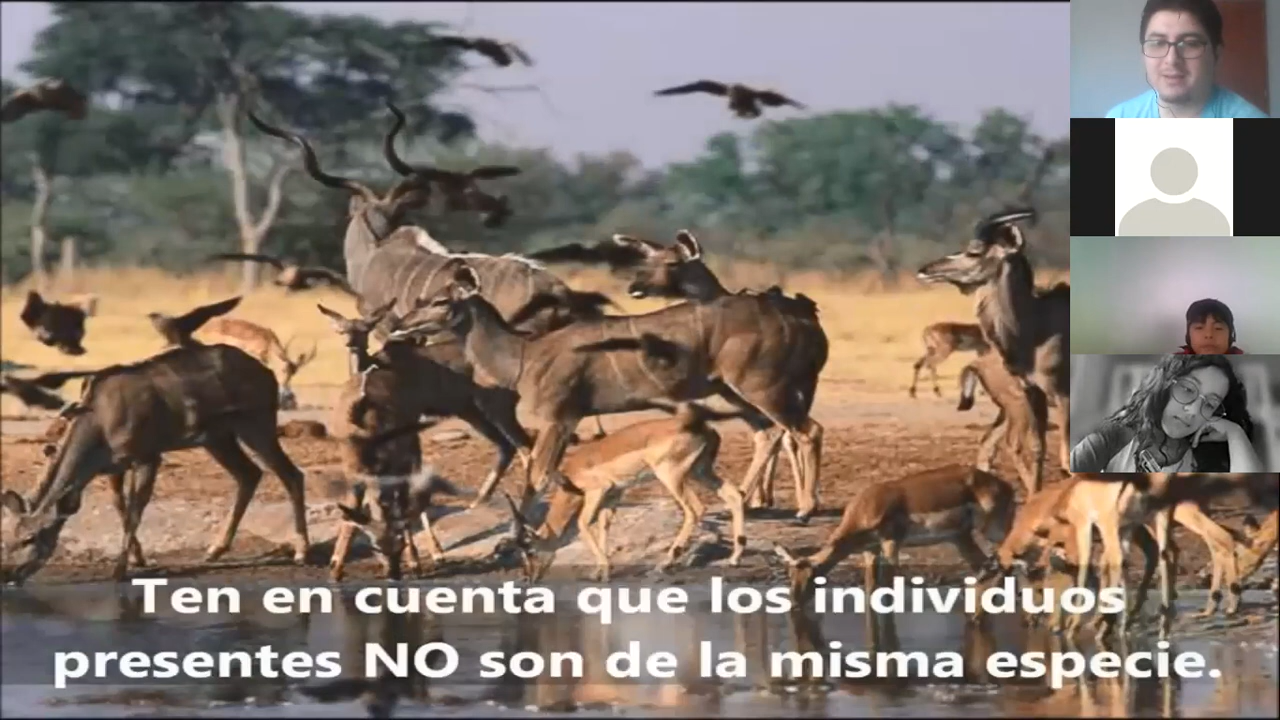 Ten en cuenta que los individuos
presentes NO son de la misma especie.